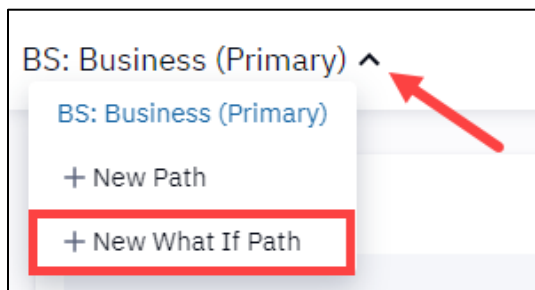 BS: Business (Primary)
BS: Business (Primary)
+ New Path
+ New What If Path